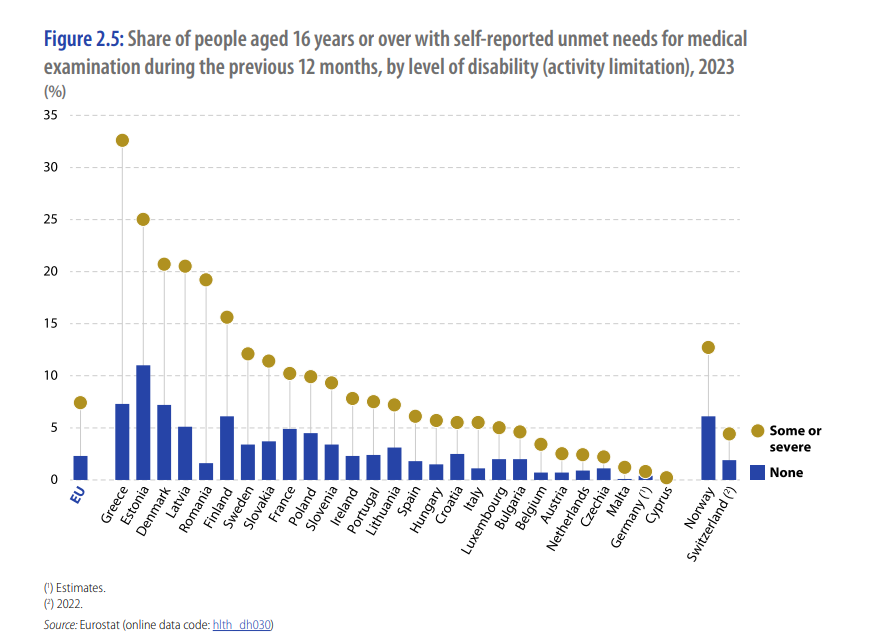 Figure 2.5: Share of people aged 16 years or over with self-reported unmet needs for medical
examination during the previous 12 months, by level of disability (activity limitation), 2023
(%)
35
30
25
20
15
10
5
0
EU
Greece
Estonia
Denmark
Latvia
Romania
Finland
Sweden
Slovakia
France
Poland
Slovenia
Ireland
Portugal
Lithuania
Spain
Hungary
Croatia
Italy
Luxembourg
Bulgaria
Belgium
Austria
Netherlands
Czechia
Malta
Germany (¹)
Cyprus
Norway
Switzerland (²)
Some or
severe
None
(¹) Estimates.
(²) 2022.
Source: Eurostat (online data code: hlth_dh030)